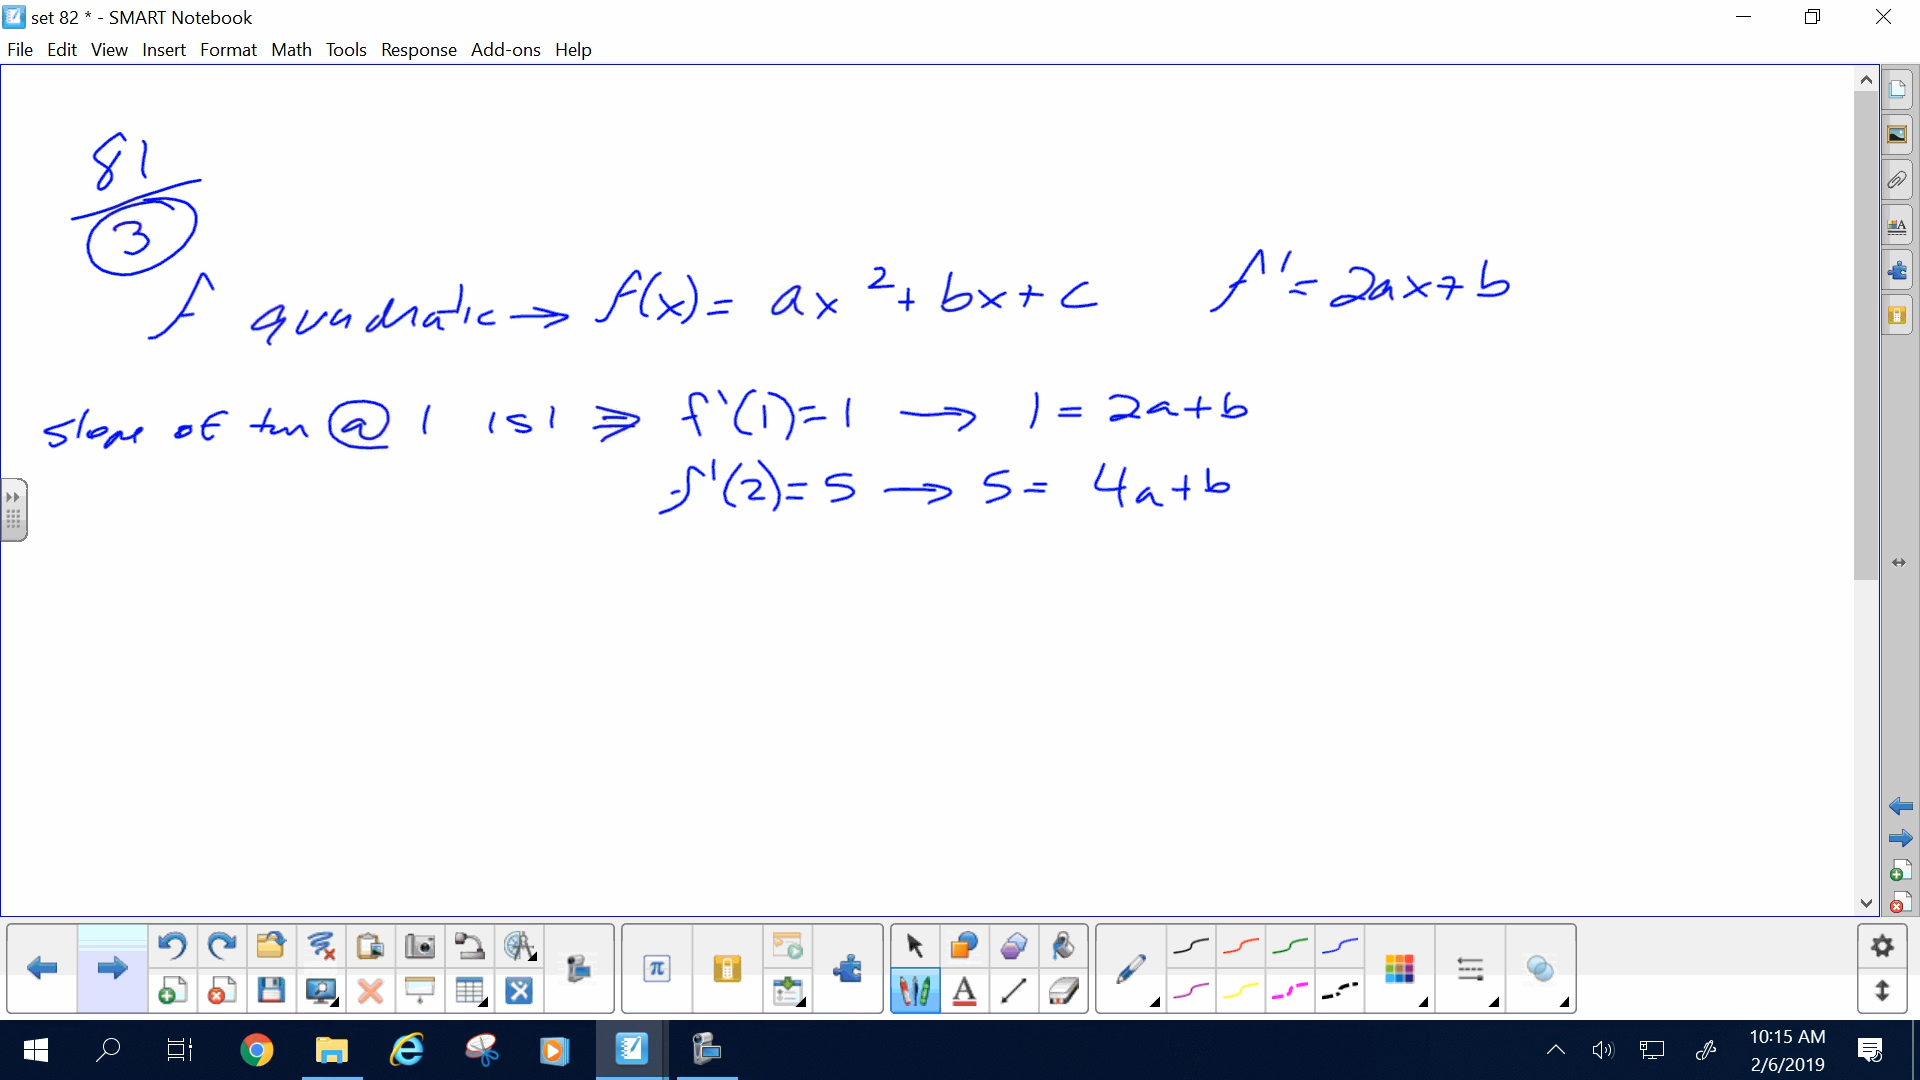 set 82 * - SMART Notebook
File Edit View Insert Format Math Tools Response Add-ons Help
81
3
f quadratic → f(x) = ax² + bx + c f' = 2ax + b
slope of tan @ 1 is 1 ⇒ f'(1) = 1 → 1 = 2a + b
f'(2) = 5 → 5 = 4a + b
10:15 AM
2/6/2019